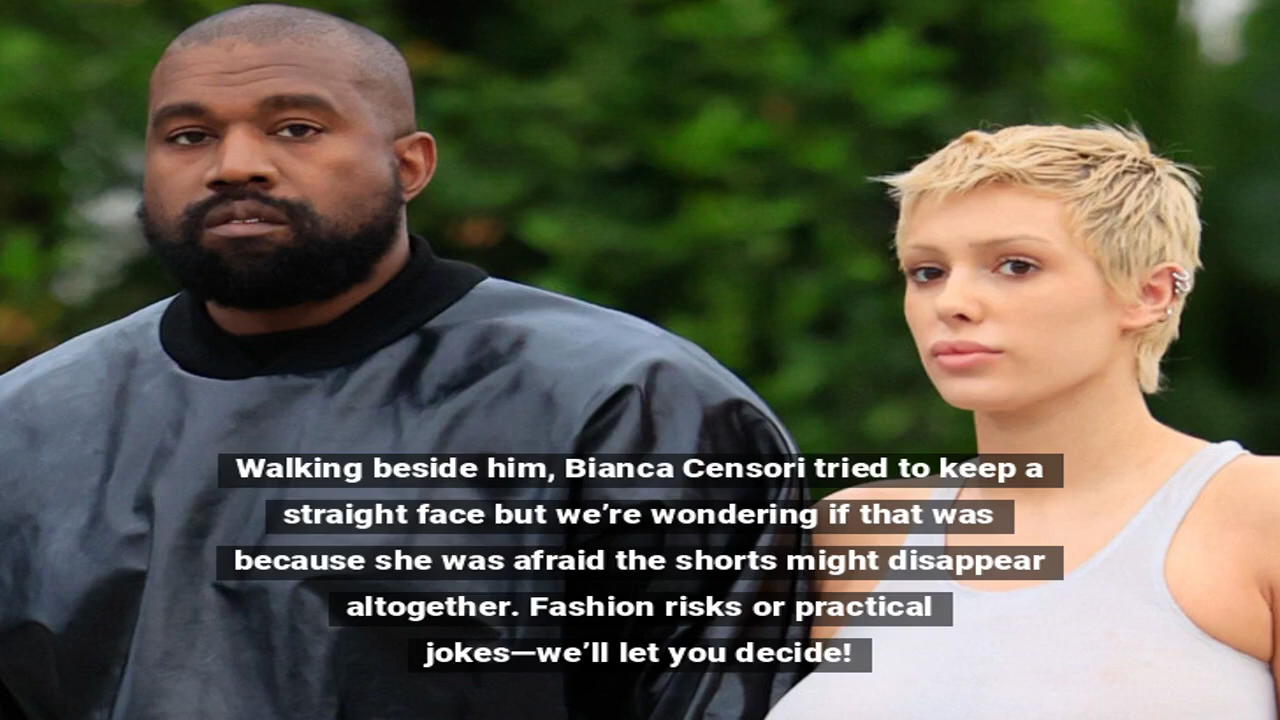 Walking beside him, Bianca Censori tried to keep a
straight face but we’re wondering if that was
because she was afraid the shorts might disappear
altogether. Fashion risks or practical
jokes—we’ll let you decide!